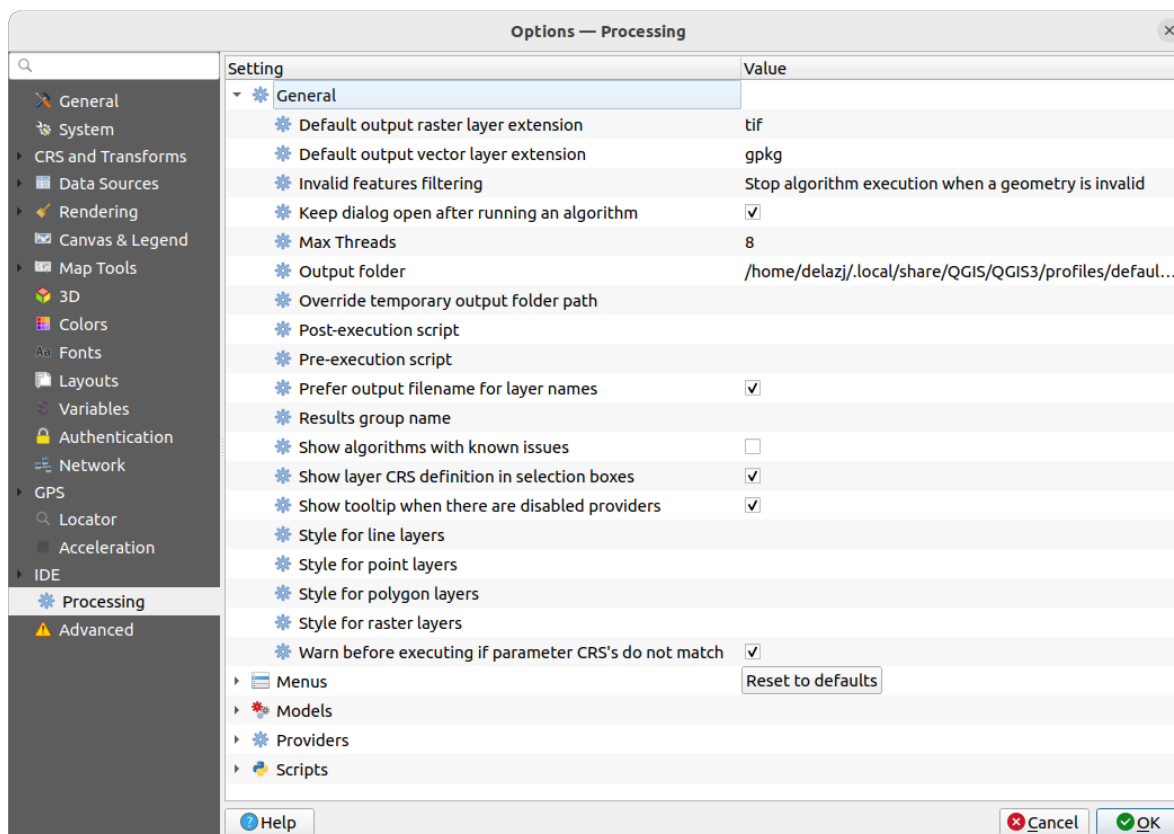 Options — Processing
Setting
Value
General
System
CRS and Transforms
Data Sources
Rendering
Canvas & Legend
Map Tools
3D
Colors
Aa Fonts
Layouts
ε Variables
Authentication
Network
GPS
Locator
Acceleration
IDE
Processing
Advanced
General
Default output raster layer extension tif
Default output vector layer extension gpkg
Invalid features filtering Stop algorithm execution when a geometry is invalid
Keep dialog open after running an algorithm
Max Threads 8
Output folder /home/delazj/.local/share/QGIS/QGIS3/profiles/defaul...
Override temporary output folder path
Post-execution script
Pre-execution script
Prefer output filename for layer names
Results group name
Show algorithms with known issues
Show layer CRS definition in selection boxes
Show tooltip when there are disabled providers
Style for line layers
Style for point layers
Style for polygon layers
Style for raster layers
Warn before executing if parameter CRS's do not match
Menus Reset to defaults
Models
Providers
Scripts
Help
Cancel
OK